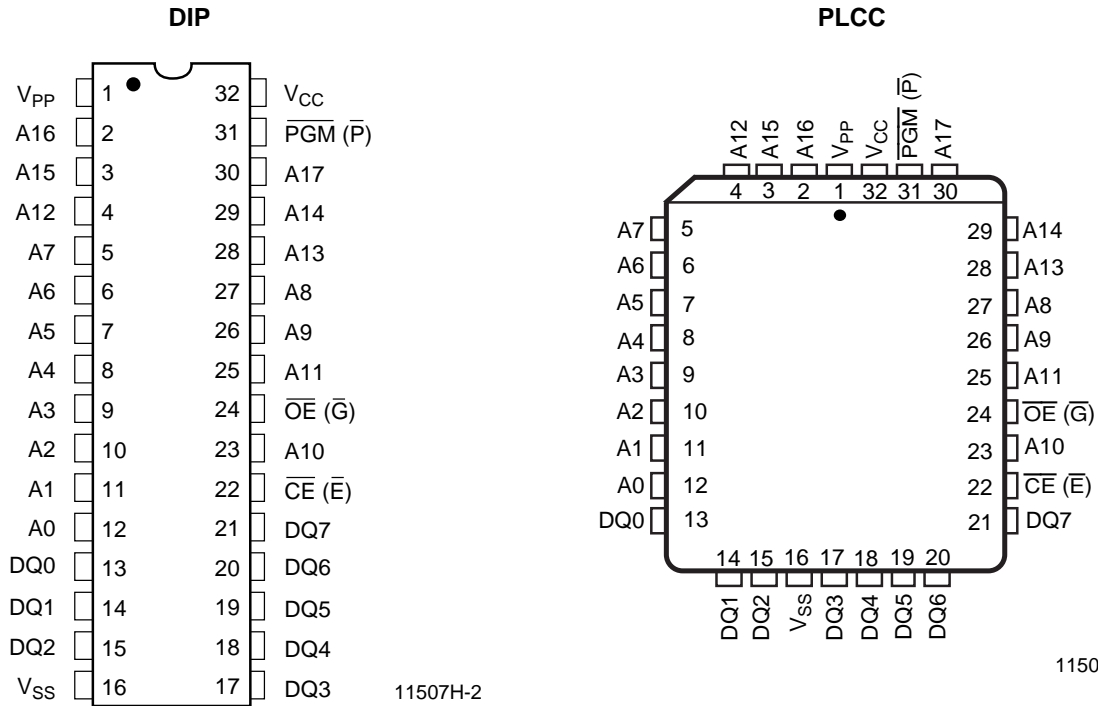 DIP
VPP 1 32 VCC
A16 2 31 PGM (P)
A15 3 30 A17
A12 4 29 A14
A7 5 28 A13
A6 6 27 A8
A5 7 26 A9
A4 8 25 A11
A3 9 24 OE (G)
A2 10 23 A10
A1 11 22 CE (E)
A0 12 21 DQ7
DQ0 13 20 DQ6
DQ1 14 19 DQ5
DQ2 15 18 DQ4
VSS 16 17 DQ3
11507H-2
PLCC
A12 A15 A16 VPP VCC PGM (P) A17
4 3 2 1 32 31 30
A7 5 29 A14
A6 6 28 A13
A5 7 27 A8
A4 8 26 A9
A3 9 25 A11
A2 10 24 OE (G)
A1 11 23 A10
A0 12 22 CE (E)
DQ0 13 21 DQ7
14 15 16 17 18 19 20
DQ1 DQ2 VSS DQ3 DQ4 DQ5 DQ6
1150